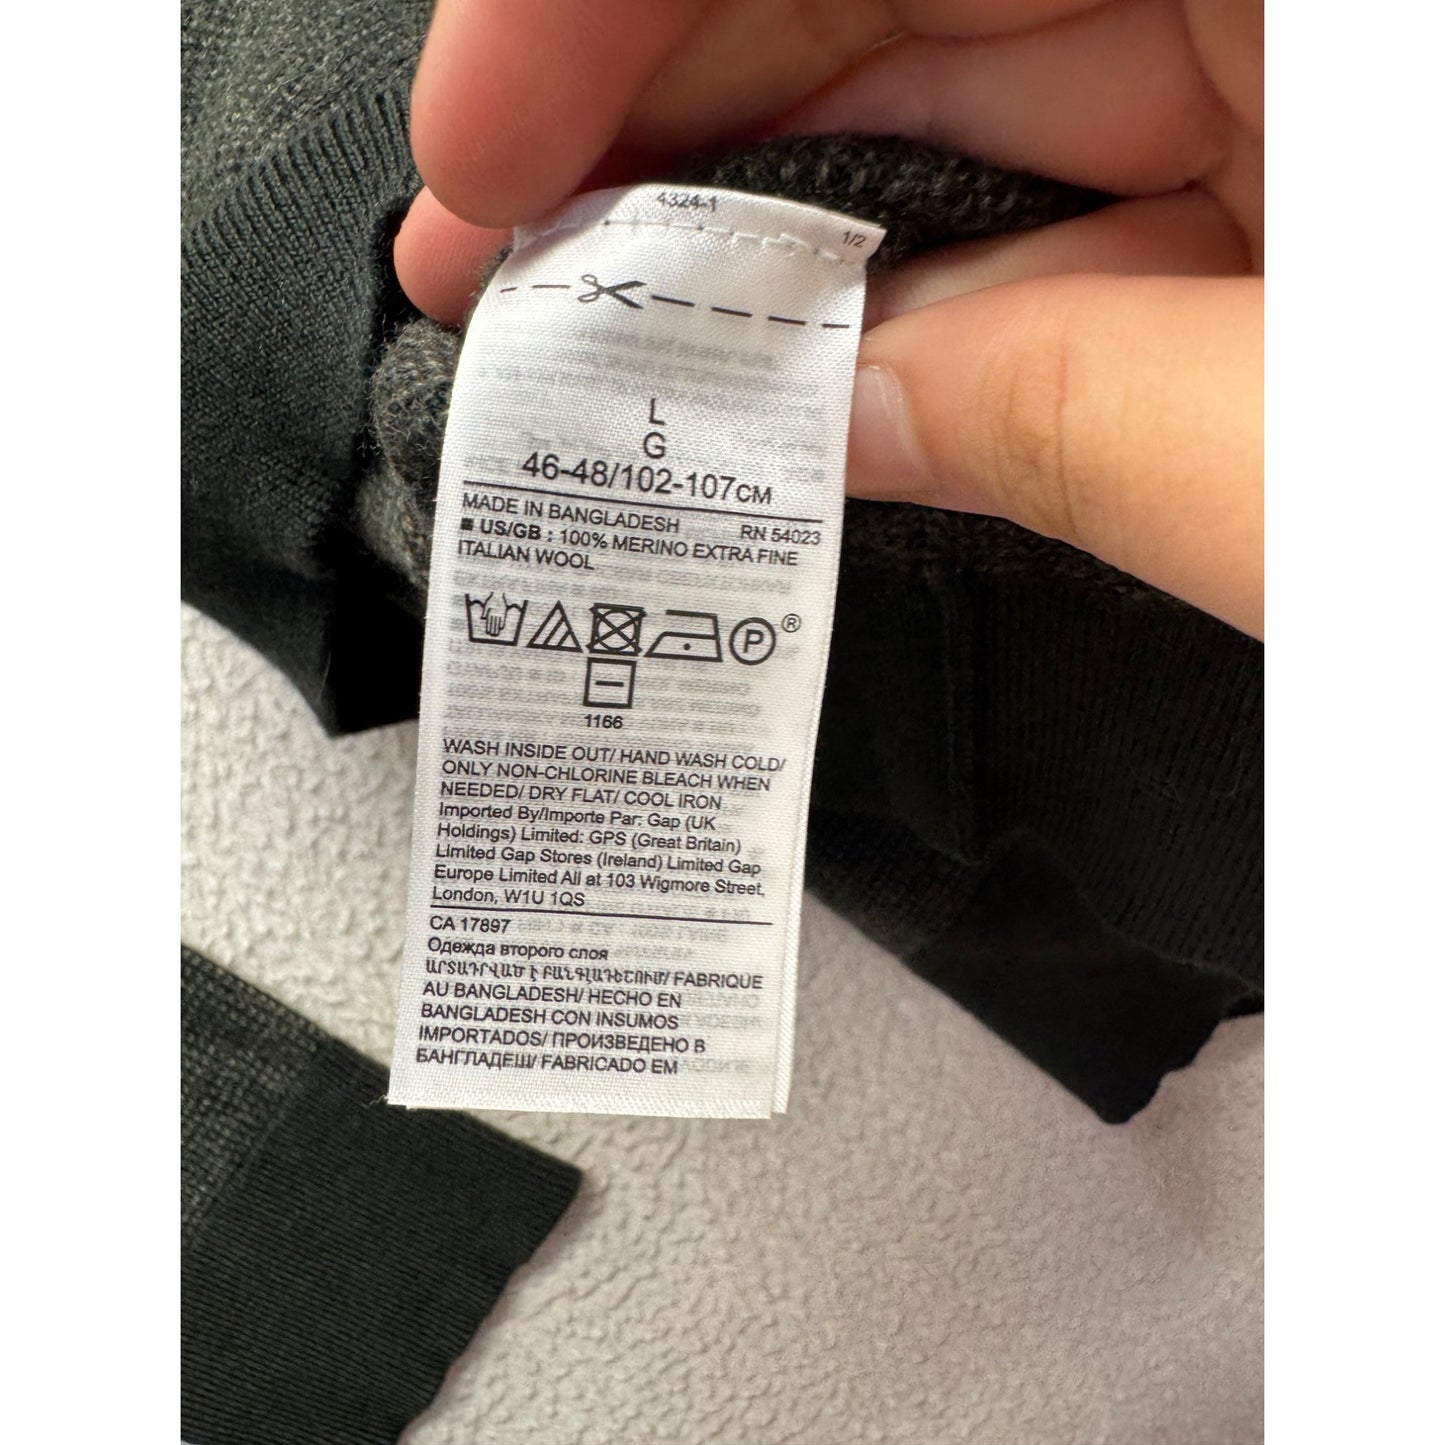 4324-1
1/2
L
G
46-48/102-107CM
MADE IN BANGLADESH RN 54023
■ US/GB : 100% MERINO EXTRA FINE
ITALIAN WOOL
P ®
1166
WASH INSIDE OUT/ HAND WASH COLD/
ONLY NON-CHLORINE BLEACH WHEN
NEEDED/ DRY FLAT/ COOL IRON
Imported By/Importe Par: Gap (UK
Holdings) Limited: GPS (Great Britain)
Limited Gap Stores (Ireland) Limited Gap
Europe Limited All at 103 Wigmore Street,
London, W1U 1QS
CA 17897
Одежда второго слоя
ԱՐՏԱԴՐՎԱԾ Է ԲԱՆԳԼԱԴԵՇՈՒՄ/ FABRIQUE
AU BANGLADESH/ HECHO EN
BANGLADESH CON INSUMOS
IMPORTADOS/ ПРОИЗВЕДЕНО В
БАНГЛАДЕШ/ FABRICADO EM